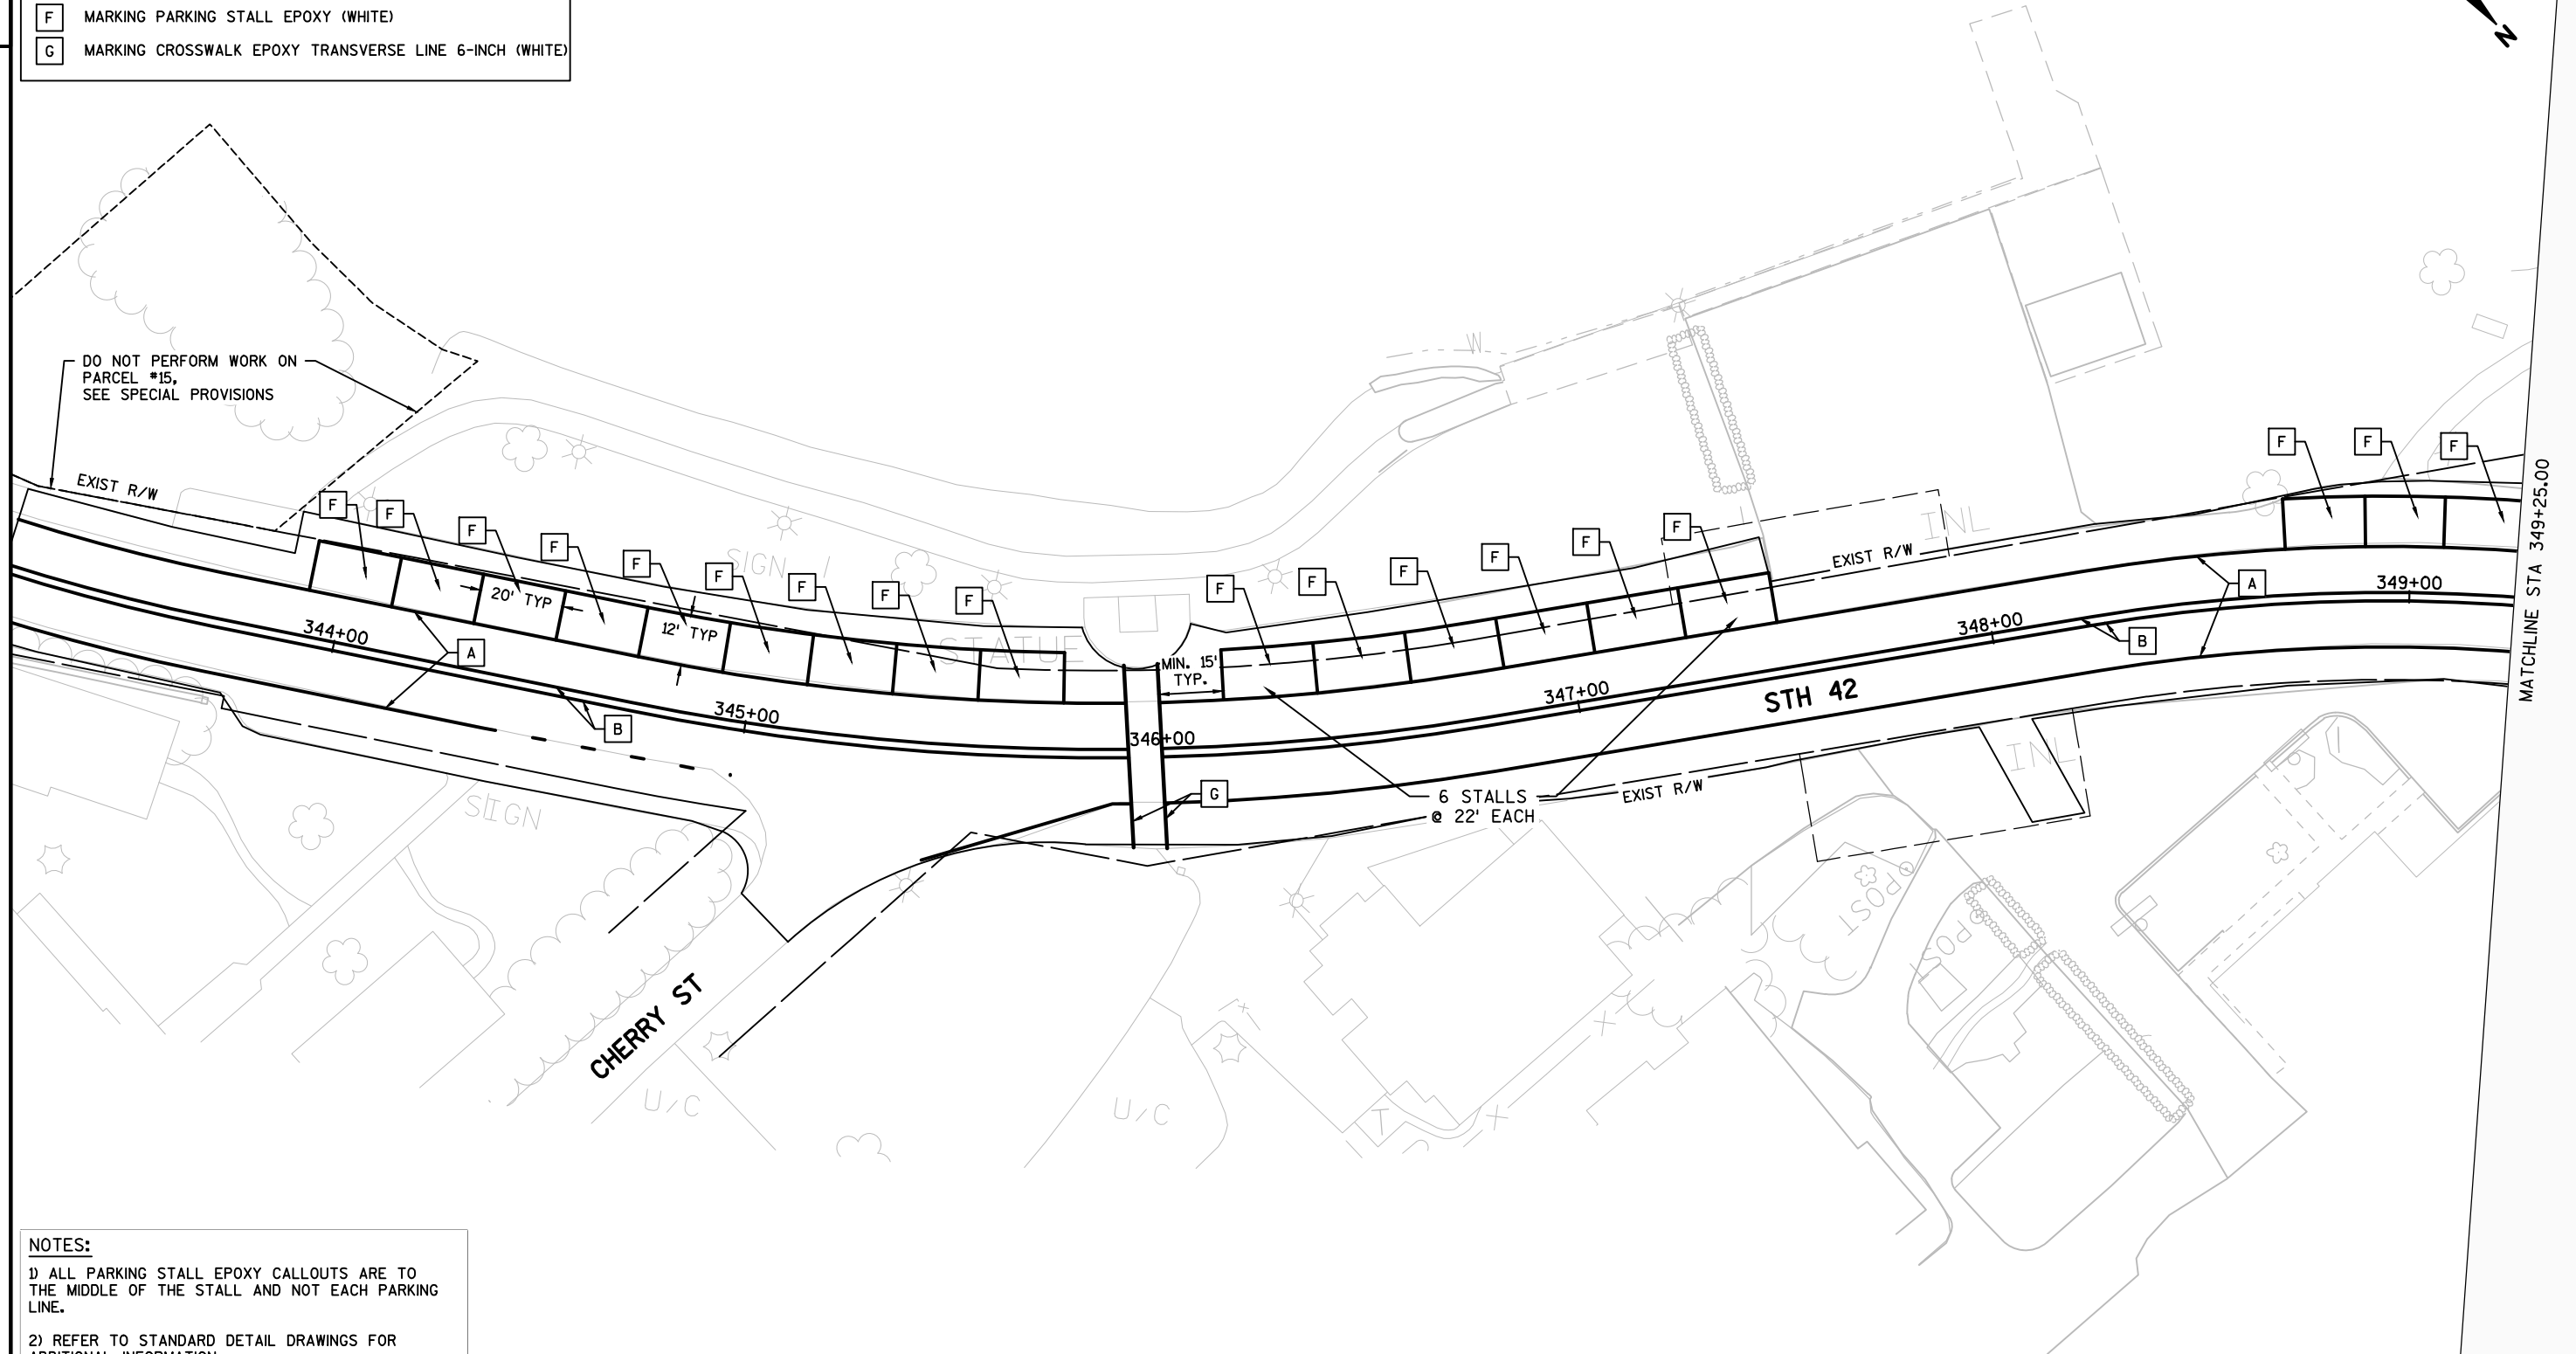 F MARKING PARKING STALL EPOXY (WHITE)
G MARKING CROSSWALK EPOXY TRANSVERSE LINE 6-INCH (WHITE)
N
DO NOT PERFORM WORK ON
PARCEL #15,
SEE SPECIAL PROVISIONS
EXIST R/W
W
F
F
F
F
F
F
F
F
F
SIGN
STATUE
20' TYP
12' TYP
MIN. 15'
TYP.
F
F
F
F
F
F
INL
EXIST R/W
F
F
F
MATCHLINE STA 349+25.00
344+00
345+00
346+00
347+00
348+00
349+00
A
B
G
A
B
STH 42
6 STALLS
@ 22' EACH
EXIST R/W
INL
SIGN
POST
POST
CHERRY ST
U/C
U/C
T
NOTES:
1) ALL PARKING STALL EPOXY CALLOUTS ARE TO
THE MIDDLE OF THE STALL AND NOT EACH PARKING
LINE.
2) REFER TO STANDARD DETAIL DRAWINGS FOR